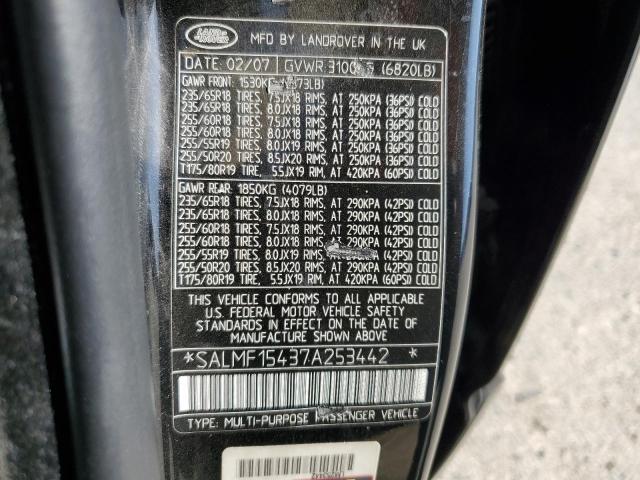 LAND ROVER
MFD BY LANDROVER IN THE UK
DATE 02/07 GVWR (6820LB)
GAWR FRONT:
235/65R18 TIRES, 7.5JX18 RIMS, AT 250KPA (36PSI) COLD
235/65R18 TIRES, 8.0JX18 RIMS, AT 250KPA (36PSI) COLD
255/60R18 TIRES, 7.5JX18 RIMS, AT 250KPA (36PSI) COLD
255/60R18 TIRES, 8.0JX18 RIMS, AT 250KPA (36PSI) COLD
255/55R19 TIRES, 8.0JX19 RIMS, AT 250KPA (36PSI) COLD
255/50R20 TIRES, 8.5JX20 RIMS, AT 250KPA (36PSI) COLD
T175/80R19 TIRE, 5.5JX19 RIM, AT 420KPA (60PSI) COLD
GAWR REAR: 1850KG (4079LB)
235/65R18 TIRES, 7.5JX18 RIMS, AT 290KPA (42PSI) COLD
235/65R18 TIRES, 8.0JX18 RIMS, AT 290KPA (42PSI) COLD
255/60R18 TIRES, 7.5JX18 RIMS, AT 290KPA (42PSI) COLD
255/60R18 TIRES, 8.0JX18 RIMS, AT 290KPA (42PSI) COLD
255/55R19 TIRES, 8.0JX19 (42PSI) COLD
255/50R20 TIRES, 8.5JX20 RIMS, AT 290KPA (42PSI) COLD
T175/80R19 TIRE, 5.5JX19 RIM, AT 420KPA (60PSI) COLD
THIS VEHICLE CONFORMS TO ALL APPLICABLE
U.S. FEDERAL MOTOR VEHICLE SAFETY
STANDARDS IN EFFECT ON THE DATE OF
MANUFACTURE SHOWN ABOVE
*SALMF15437A253442 *
TYPE: MULTI-PURPOSE PASSENGER VEHICLE